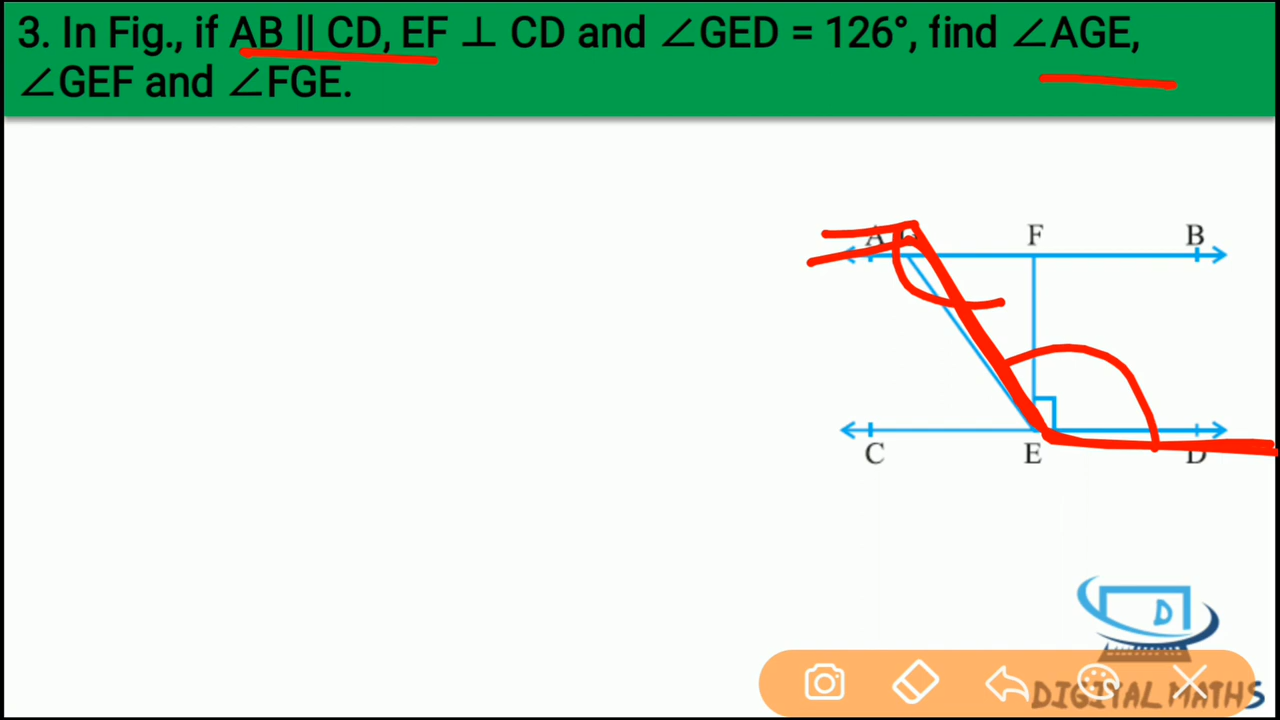 3. In Fig., if AB || CD, EF ⊥ CD and ∠GED = 126°, find ∠AGE,
∠GEF and ∠FGE.
A G F B
C E D
D
DIGITAL MATHS